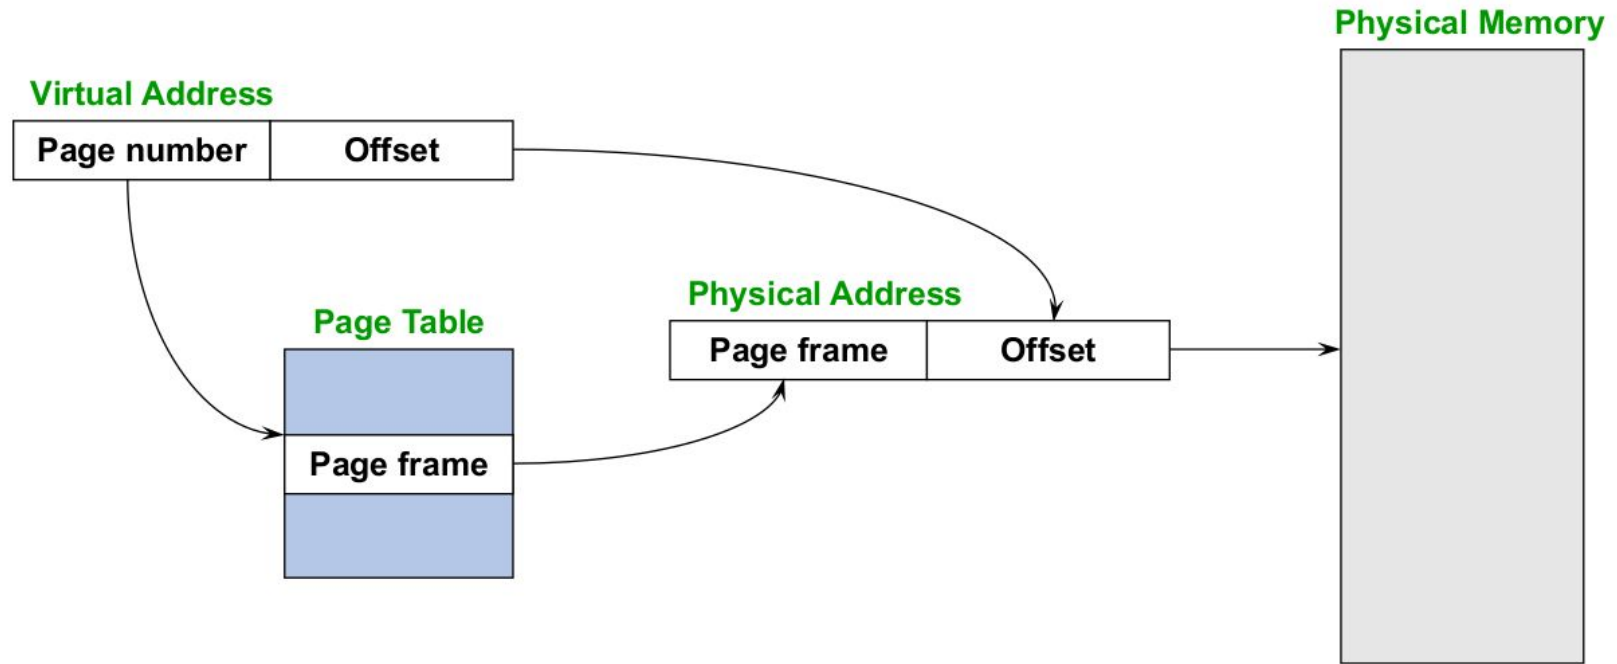 Physical Memory
Virtual Address
Page number
Offset
Physical Address
Page Table
Page frame
Offset
Page frame